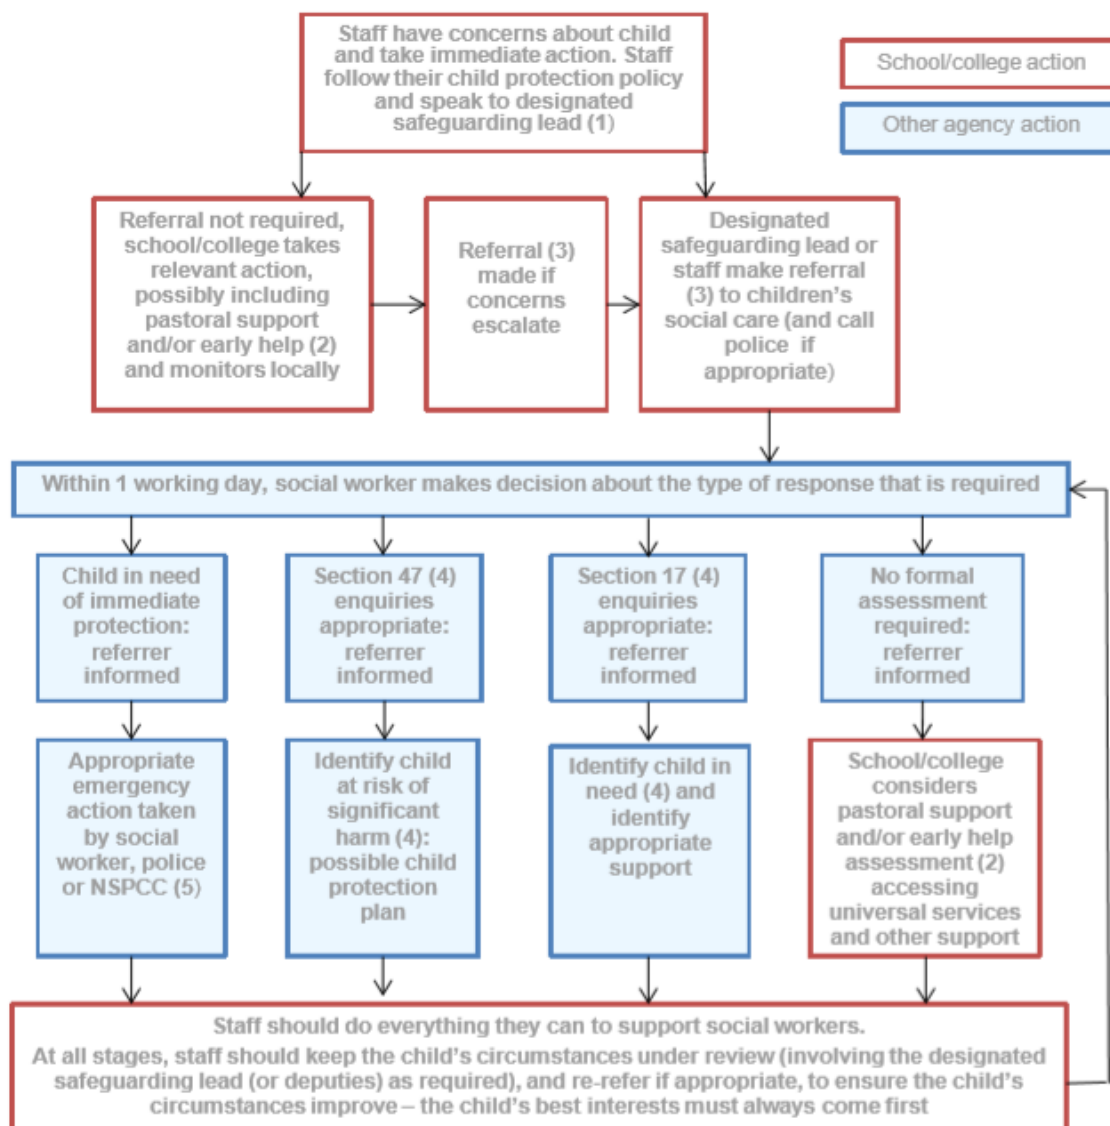 Staff have concerns about child
and take immediate action. Staff
follow their child protection policy
and speak to designated
safeguarding lead (1)
School/college action
Other agency action
Referral not required,
school/college takes
relevant action,
possibly including
pastoral support
and/or early help (2)
and monitors locally
Referral (3)
made if
concerns
escalate
Designated
safeguarding lead or
staff make referral
(3) to children's
social care (and call
police if
appropriate)
Within 1 working day, social worker makes decision about the type of response that is required
Child in need
of immediate
protection:
referrer
informed
Section 47 (4)
enquiries
appropriate:
referrer
informed
Section 17 (4)
enquiries
appropriate:
referrer
informed
No formal
assessment
required:
referrer
informed
Appropriate
emergency
action taken
by social
worker, police
or NSPCC (5)
Identify child
at risk of
significant
harm (4):
possible child
protection
plan
Identify child in
need (4) and
identify
appropriate
support
School/college
considers
pastoral support
and/or early help
assessment (2)
accessing
universal services
and other support
Staff should do everything they can to support social workers.
At all stages, staff should keep the child's circumstances under review (involving the designated
safeguarding lead (or deputies) as required), and re-refer if appropriate, to ensure the child's
circumstances improve – the child's best interests must always come first